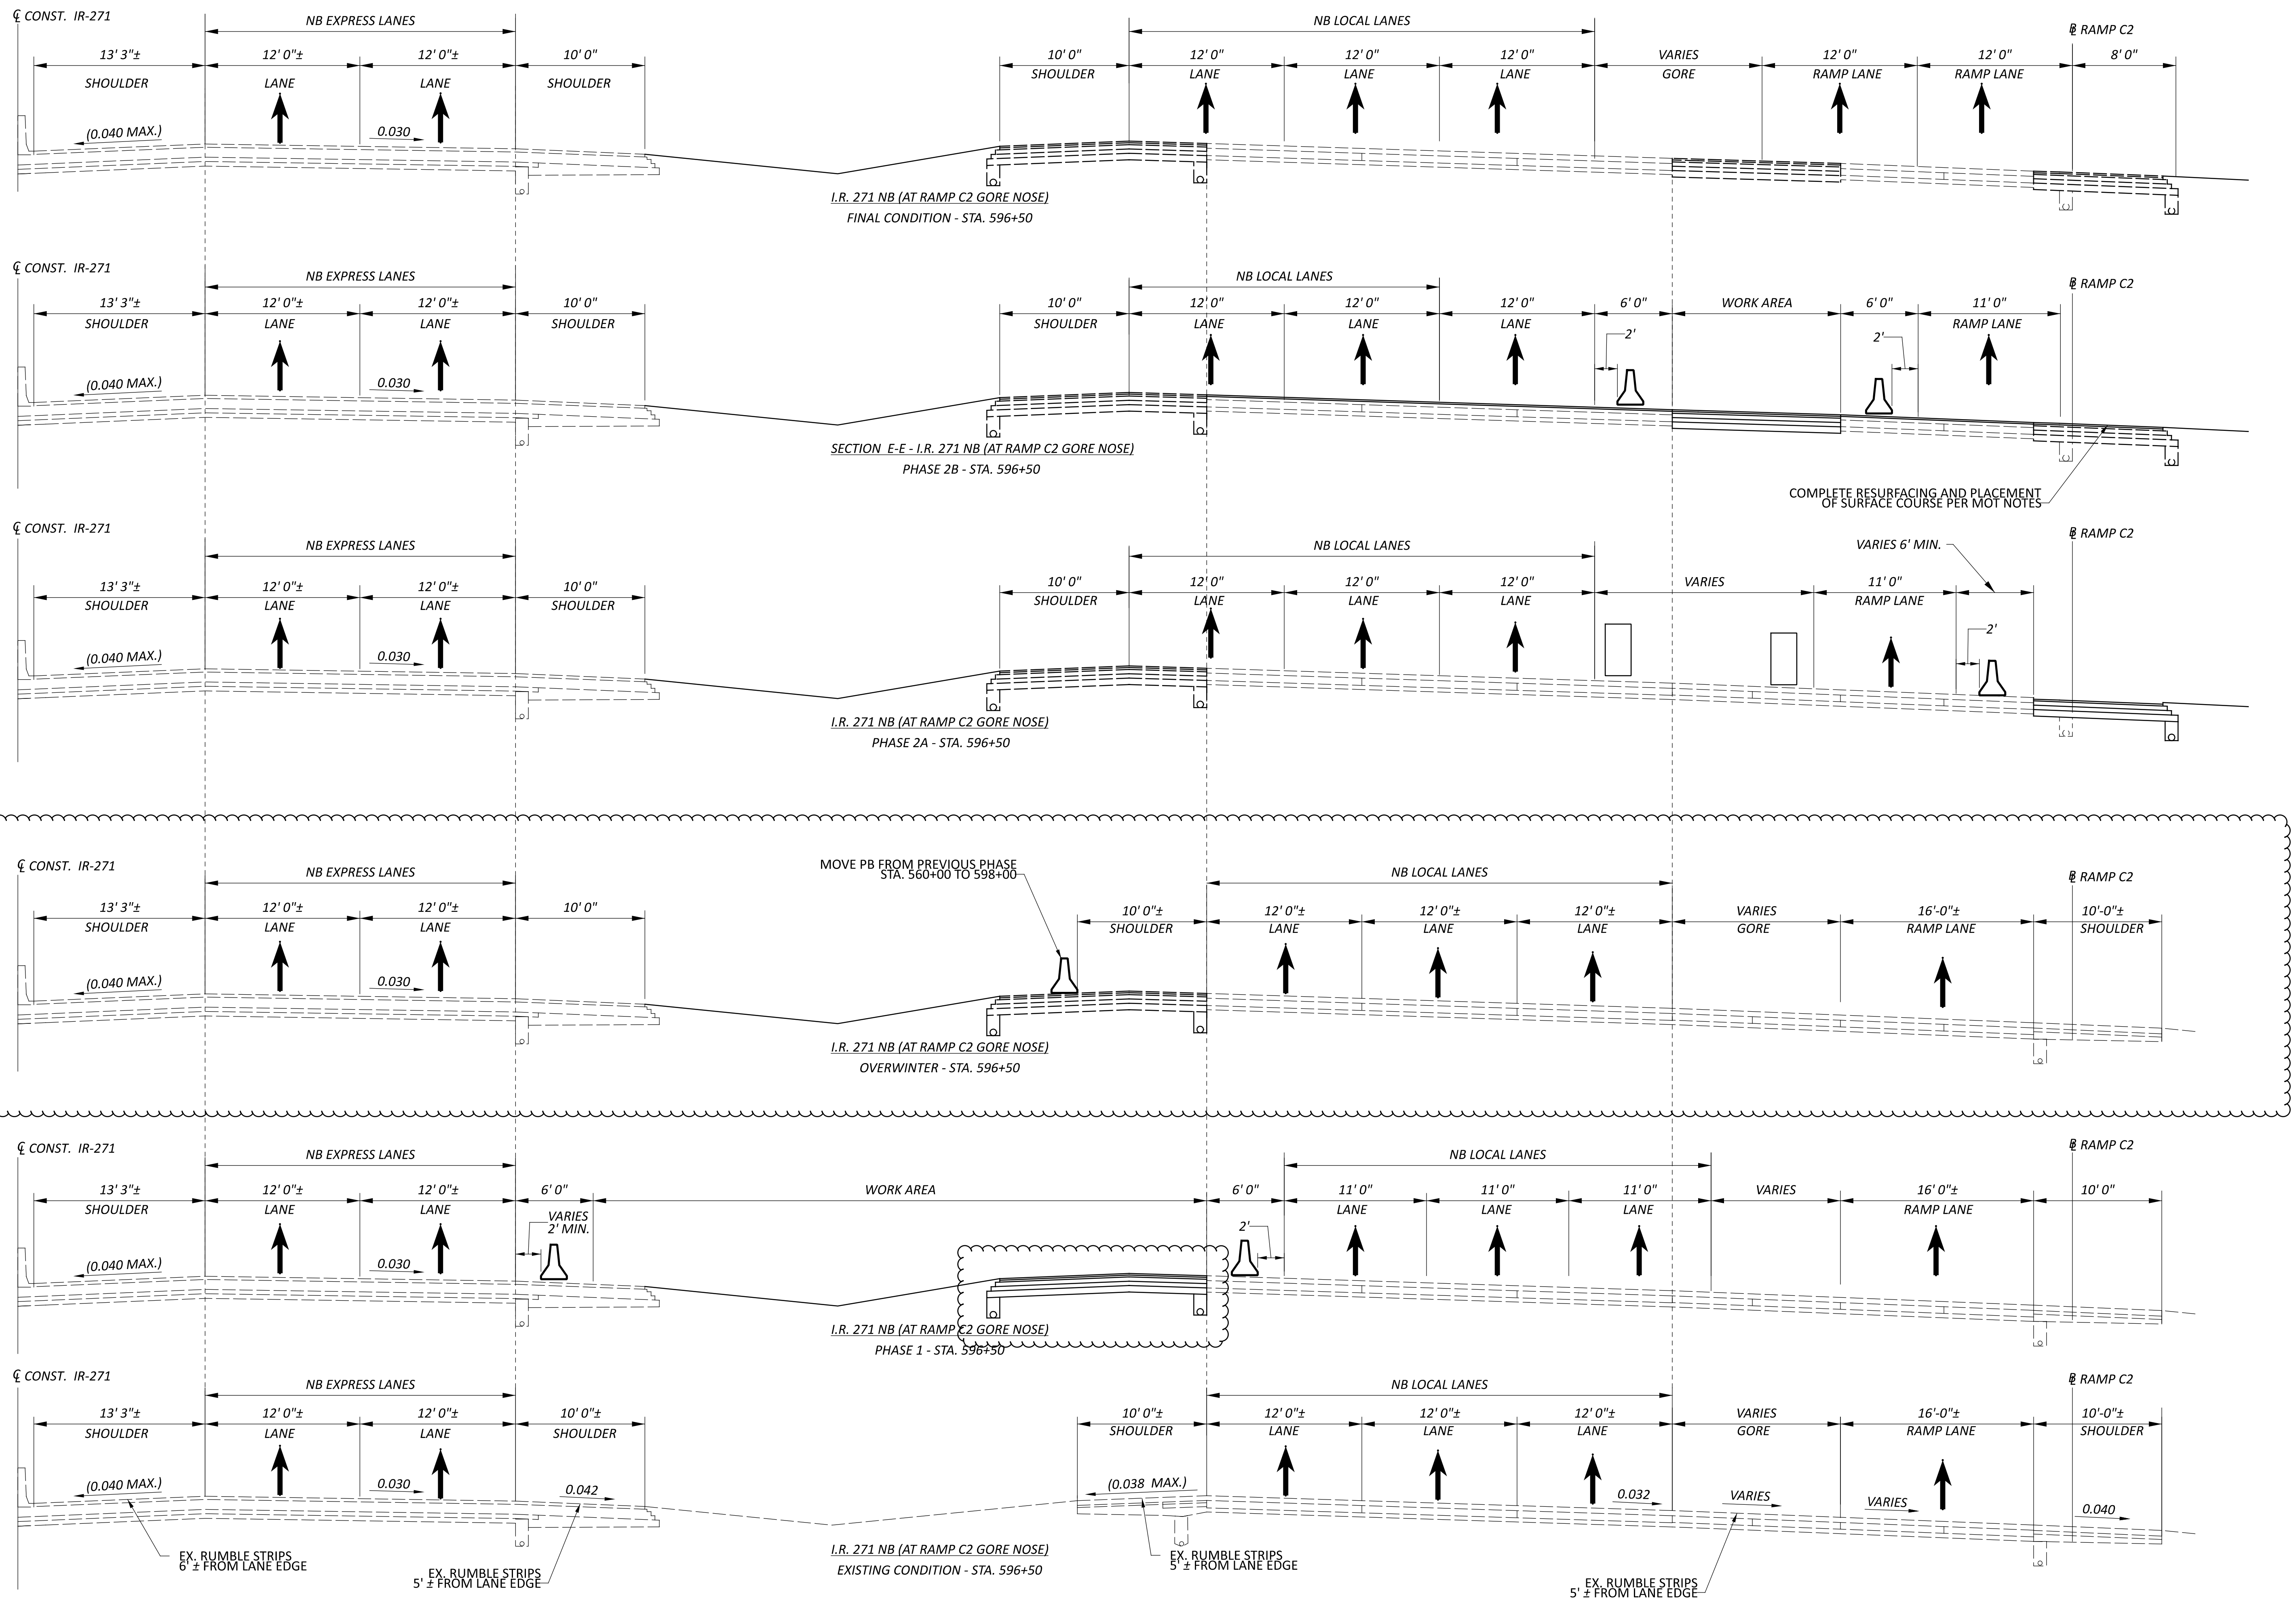 ℄ CONST. IR-271
NB EXPRESS LANES
NB LOCAL LANES
℄ RAMP C2
13' 3"± 12' 0"± 12' 0"± 10' 0" 10' 0" 12' 0" 12' 0" 12' 0" VARIES 12' 0" 12' 0" 8' 0"
SHOULDER LANE LANE SHOULDER SHOULDER LANE LANE LANE GORE RAMP LANE RAMP LANE
(0.040 MAX.) 0.030
I.R. 271 NB (AT RAMP C2 GORE NOSE)
FINAL CONDITION - STA. 596+50
℄ CONST. IR-271
NB EXPRESS LANES
NB LOCAL LANES
℄ RAMP C2
13' 3"± 12' 0"± 12' 0"± 10' 0" 10' 0" 12' 0" 12' 0" 12' 0" 6' 0" WORK AREA 6' 0" 11' 0"
SHOULDER LANE LANE SHOULDER SHOULDER LANE LANE LANE RAMP LANE
2' 2'
(0.040 MAX.) 0.030
SECTION E-E - I.R. 271 NB (AT RAMP C2 GORE NOSE)
PHASE 2B - STA. 596+50
COMPLETE RESURFACING AND PLACEMENT
OF SURFACE COURSE PER MOT NOTES
℄ CONST. IR-271
NB EXPRESS LANES
NB LOCAL LANES
VARIES 6' MIN.
℄ RAMP C2
13' 3"± 12' 0"± 12' 0"± 10' 0" 10' 0" 12' 0" 12' 0" 12' 0" VARIES 11' 0"
SHOULDER LANE LANE SHOULDER SHOULDER LANE LANE LANE RAMP LANE
2'
(0.040 MAX.) 0.030
I.R. 271 NB (AT RAMP C2 GORE NOSE)
PHASE 2A - STA. 596+50
℄ CONST. IR-271
NB EXPRESS LANES
MOVE PB FROM PREVIOUS PHASE
STA. 560+00 TO 598+00
NB LOCAL LANES
℄ RAMP C2
13' 3"± 12' 0"± 12' 0"± 10' 0" 10' 0"± 12' 0"± 12' 0"± 12' 0"± VARIES 16'-0"± 10'-0"±
SHOULDER LANE LANE SHOULDER LANE LANE LANE GORE RAMP LANE SHOULDER
(0.040 MAX.) 0.030
I.R. 271 NB (AT RAMP C2 GORE NOSE)
OVERWINTER - STA. 596+50
℄ CONST. IR-271
NB EXPRESS LANES
NB LOCAL LANES
℄ RAMP C2
13' 3"± 12' 0"± 12' 0"± 6' 0" WORK AREA 6' 0" 11' 0" 11' 0" 11' 0" VARIES 16' 0"± 10' 0"
SHOULDER LANE LANE LANE LANE LANE RAMP LANE
VARIES
2' MIN.
2'
(0.040 MAX.) 0.030
I.R. 271 NB (AT RAMP C2 GORE NOSE)
PHASE 1 - STA. 596+50
℄ CONST. IR-271
NB EXPRESS LANES
NB LOCAL LANES
℄ RAMP C2
13' 3"± 12' 0"± 12' 0"± 10' 0"± 10' 0"± 12' 0"± 12' 0"± 12' 0"± VARIES 16'-0"± 10'-0"±
SHOULDER LANE LANE SHOULDER SHOULDER LANE LANE LANE GORE RAMP LANE SHOULDER
(0.040 MAX.) 0.030 0.042 (0.038 MAX.) 0.032 VARIES VARIES 0.040
EX. RUMBLE STRIPS
6' ± FROM LANE EDGE
EX. RUMBLE STRIPS
5' ± FROM LANE EDGE
I.R. 271 NB (AT RAMP C2 GORE NOSE)
EXISTING CONDITION - STA. 596+50
EX. RUMBLE STRIPS
5' ± FROM LANE EDGE
EX. RUMBLE STRIPS
5' ± FROM LANE EDGE